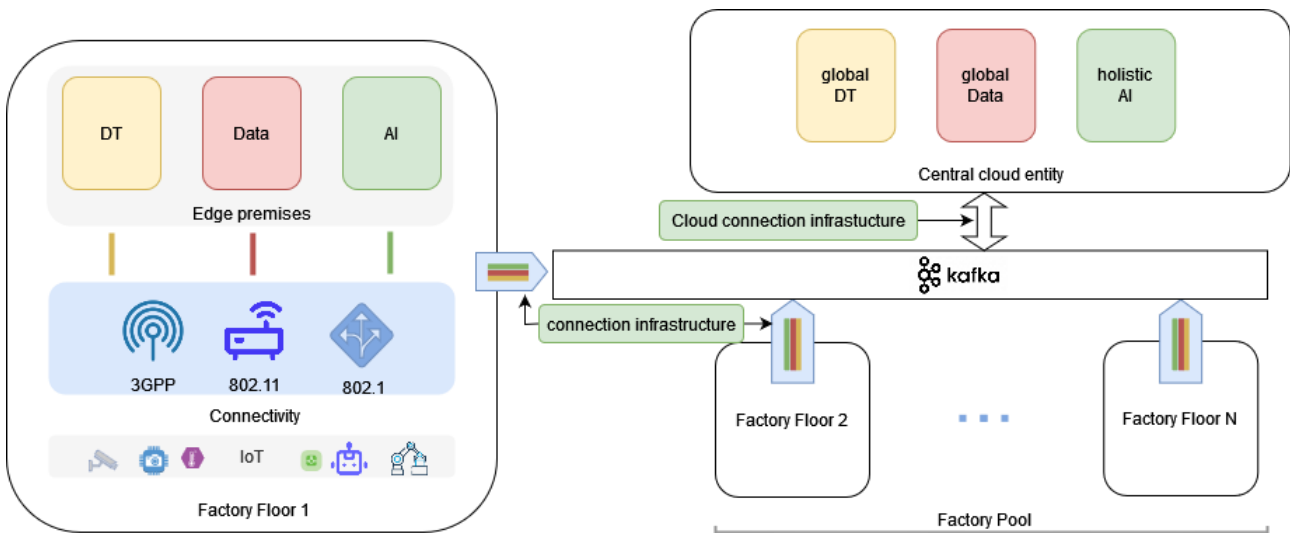 DT
Data
AI
Edge premises
3GPP
802.11
802.1
Connectivity
IoT
Factory Floor 1
global
DT
global
Data
holistic
AI
Central cloud entity
Cloud connection infrastucture
kafka
connection infrastructure
Factory Floor 2
Factory Floor N
Factory Pool